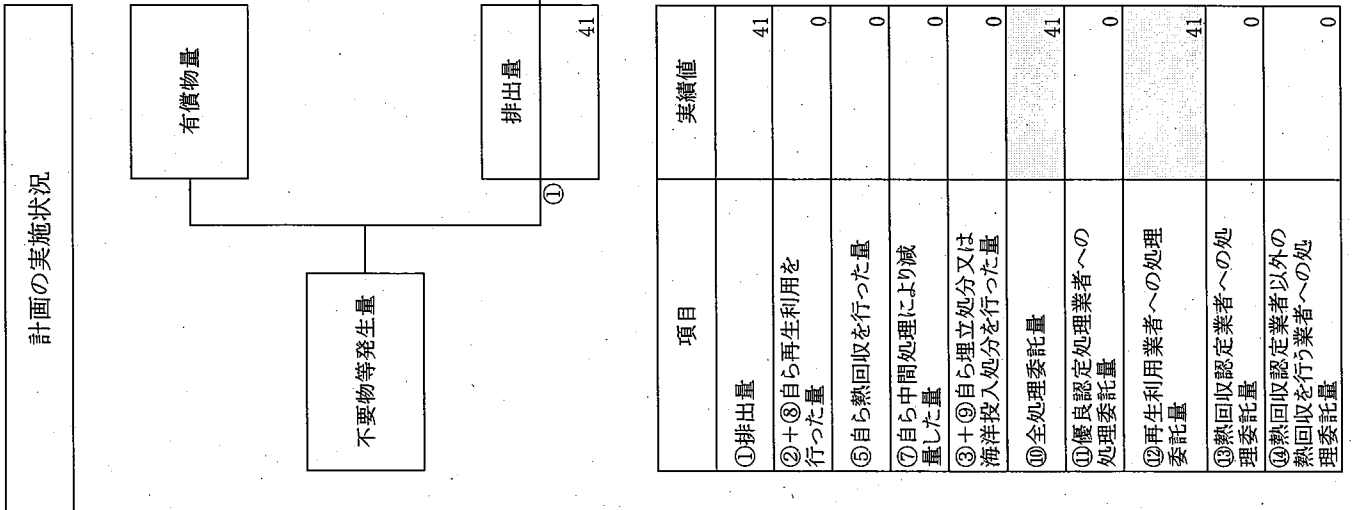 計画の実施状況
有償物量
不要物等発生量
排出量
41
①
項目
実績値
①排出量
41
②+⑧自ら再生利用を
行った量
0
⑤自ら熱回収を行った量
0
⑦自ら中間処理により減
量した量
0
③+⑨自ら埋立処分又は
海洋投入処分を行った量
0
⑩全処理委託量
41
⑪優良認定処理業者への
処理委託量
0
⑫再生利用業者への処理
委託量
41
⑬熱回収認定業者への処
理委託量
0
⑭熱回収認定業者以外の
熱回収を行う業者への処
理委託量
0